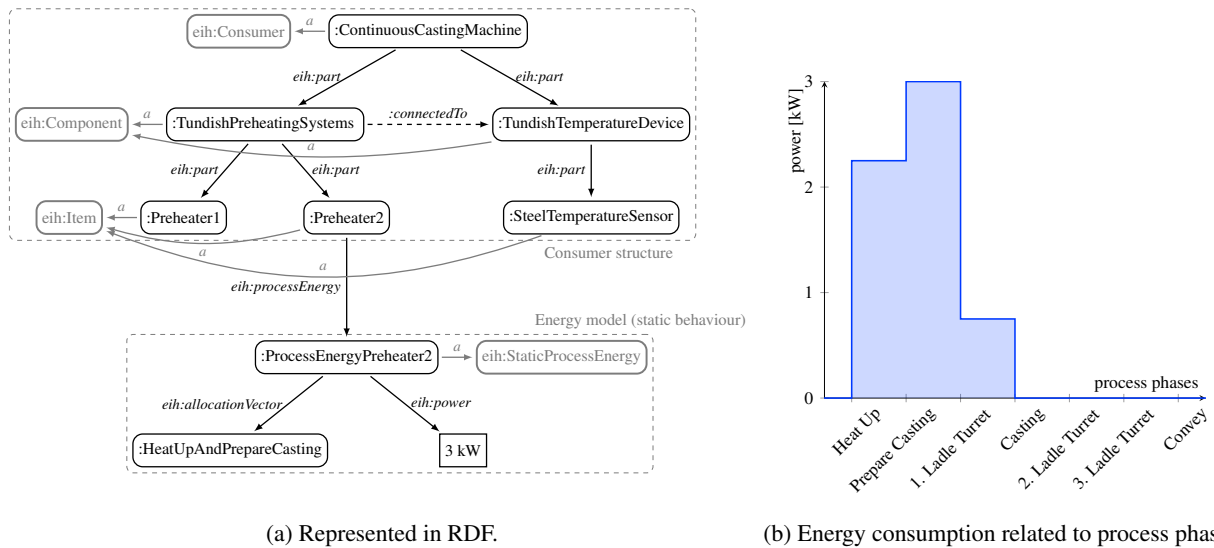 eih:Consumer
a
:ContinuousCastingMachine
eih:part
eih:part
eih:Component
a
:TundishPreheatingSystems
:connectedTo
:TundishTemperatureDevice
a
eih:part
eih:part
eih:part
eih:Item
a
:Preheater1
:Preheater2
:SteelTemperatureSensor
a
a
Consumer structure
eih:processEnergy
Energy model (static behaviour)
:ProcessEnergyPreheater2
a
eih:StaticProcessEnergy
eih:allocationVector
eih:power
:HeatUpAndPrepareCasting
3 kW
(a) Represented in RDF.
power [kW]
3
2
1
0
process phases
Heat Up
Prepare Casting
1. Ladle Turret
Casting
2. Ladle Turret
3. Ladle Turret
Convey
(b) Energy consumption related to process phas